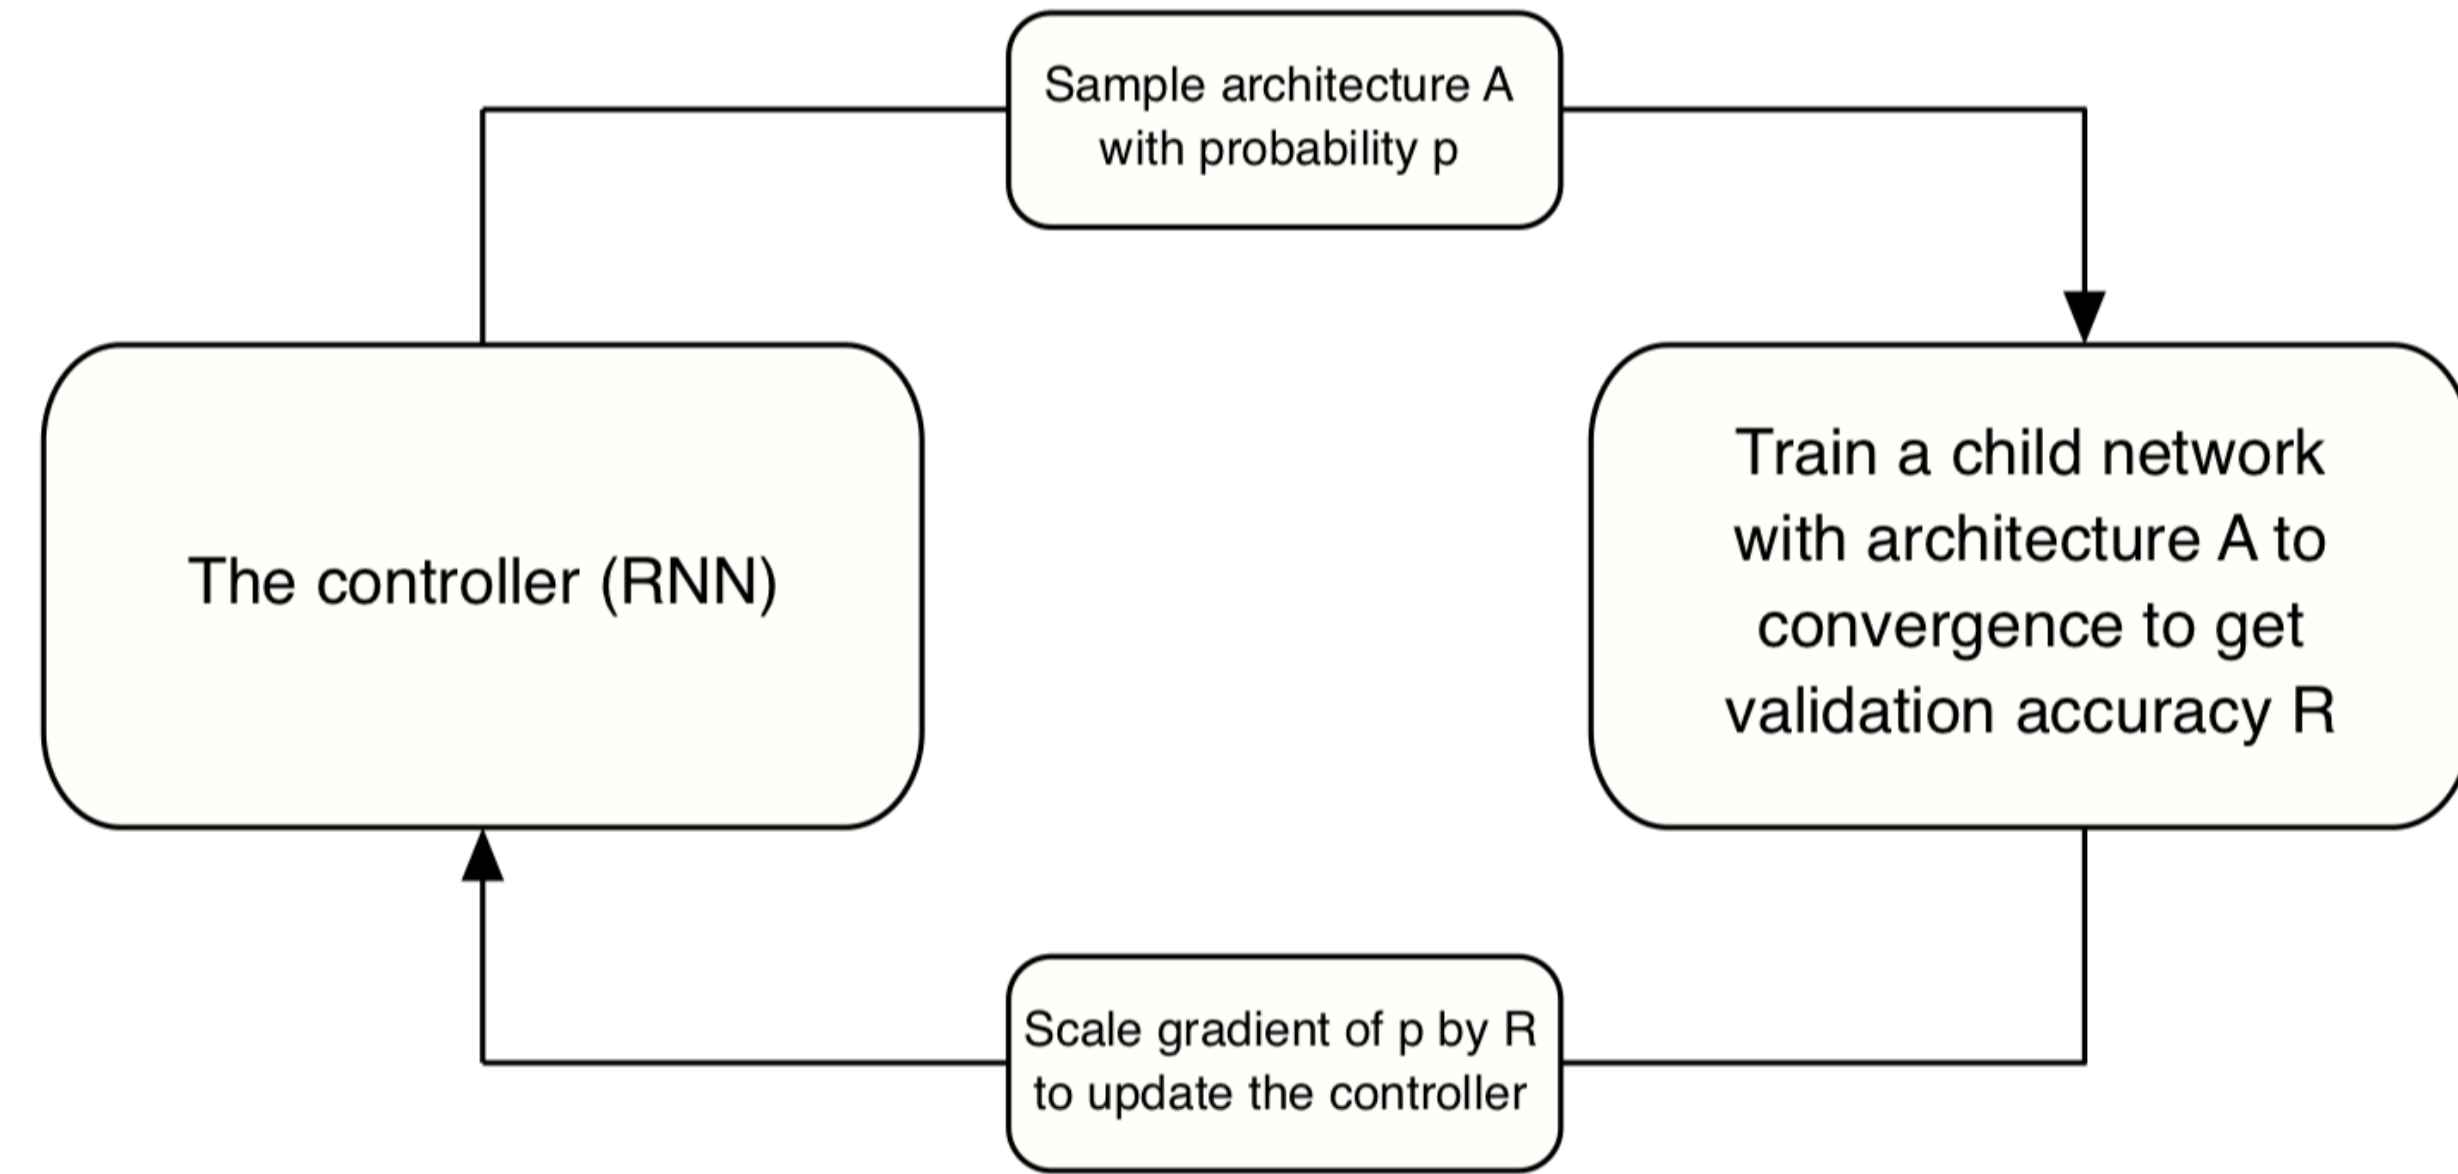 Sample architecture A
with probability p
The controller (RNN)
Train a child network
with architecture A to
convergence to get
validation accuracy R
Scale gradient of p by R
to update the controller